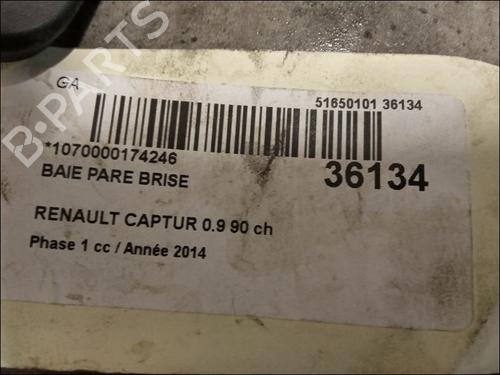 GA
51650101 36134
*1070000174246
36134
BAIE PARE BRISE
RENAULT CAPTUR 0.9 90 ch
Phase 1 cc / Année 2014
B-PARTS